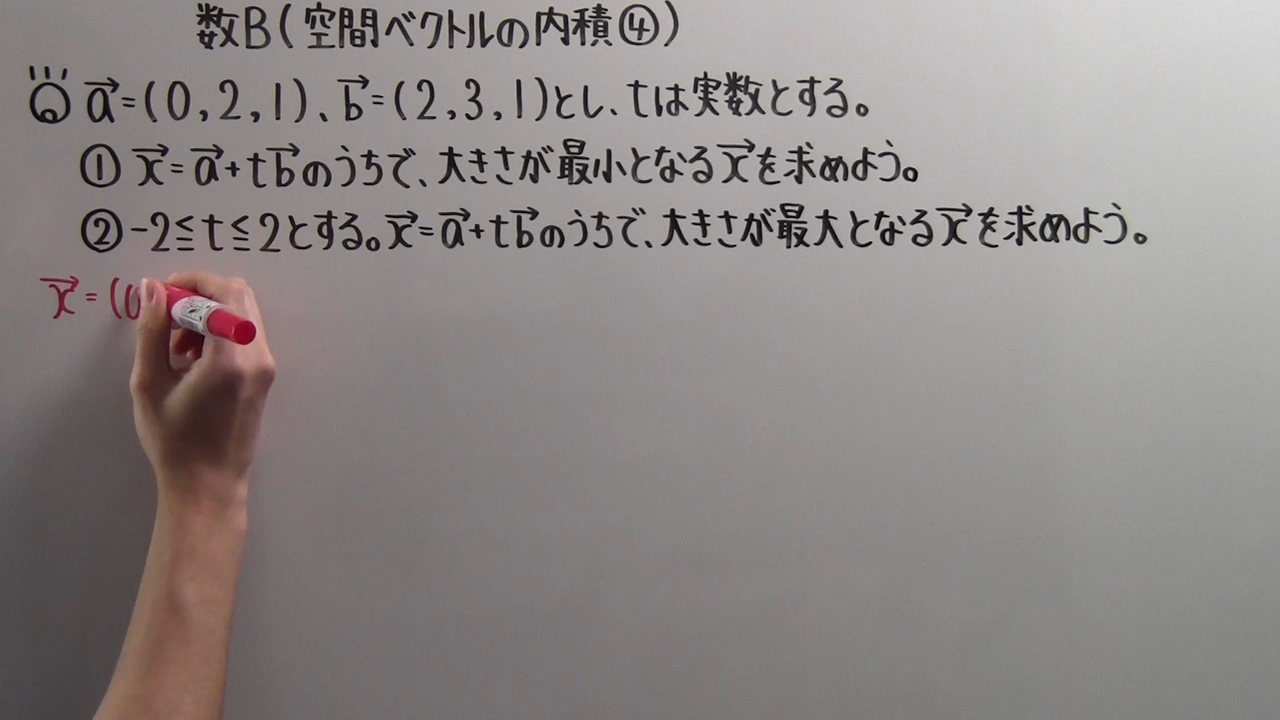 数B(空間ベクトルの内積④)
a⃗=(0,2,1)、b⃗=(2,3,1)とし、tは実数とする。
① x⃗=a⃗+tb⃗のうちで、大きさが最小となるx⃗を求めよう。
② -2≦t≦2とする。x⃗=a⃗+tb⃗のうちで、大きさが最大となるx⃗を求めよう。
x⃗=(0